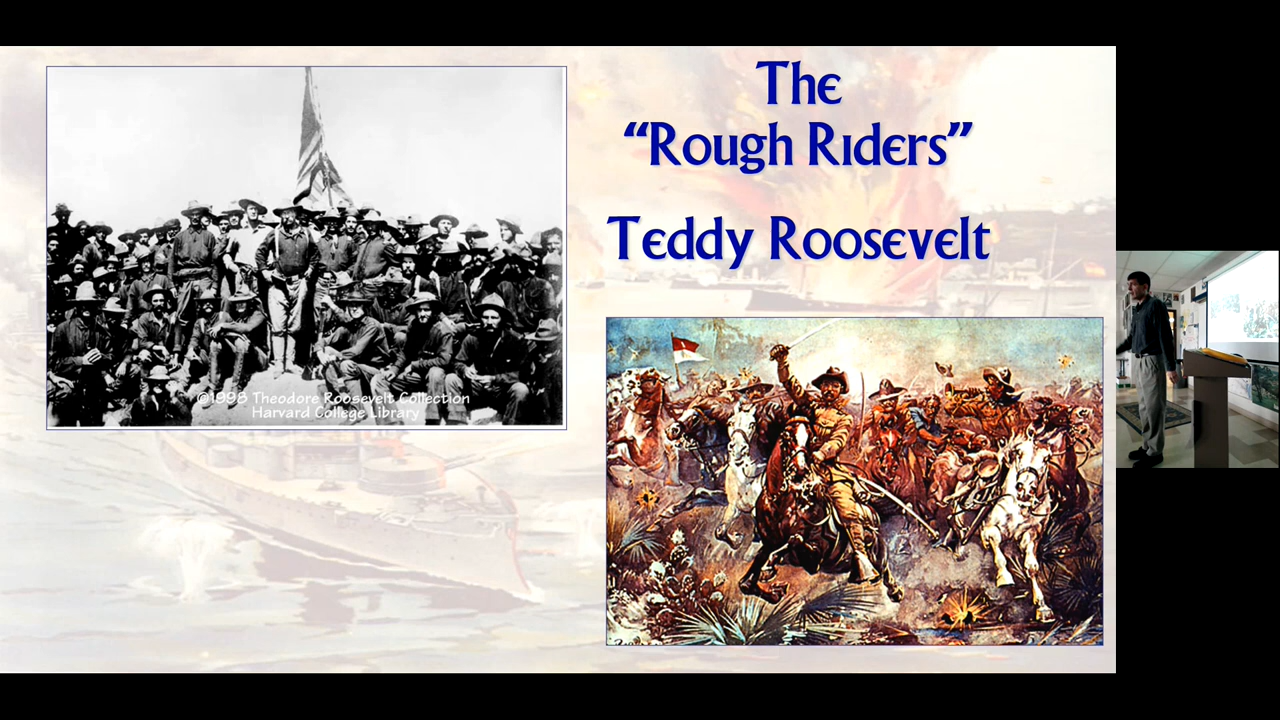 The
“Rough Riders”
Teddy Roosevelt
©1998 Theodore Roosevelt Collection
Harvard College Library